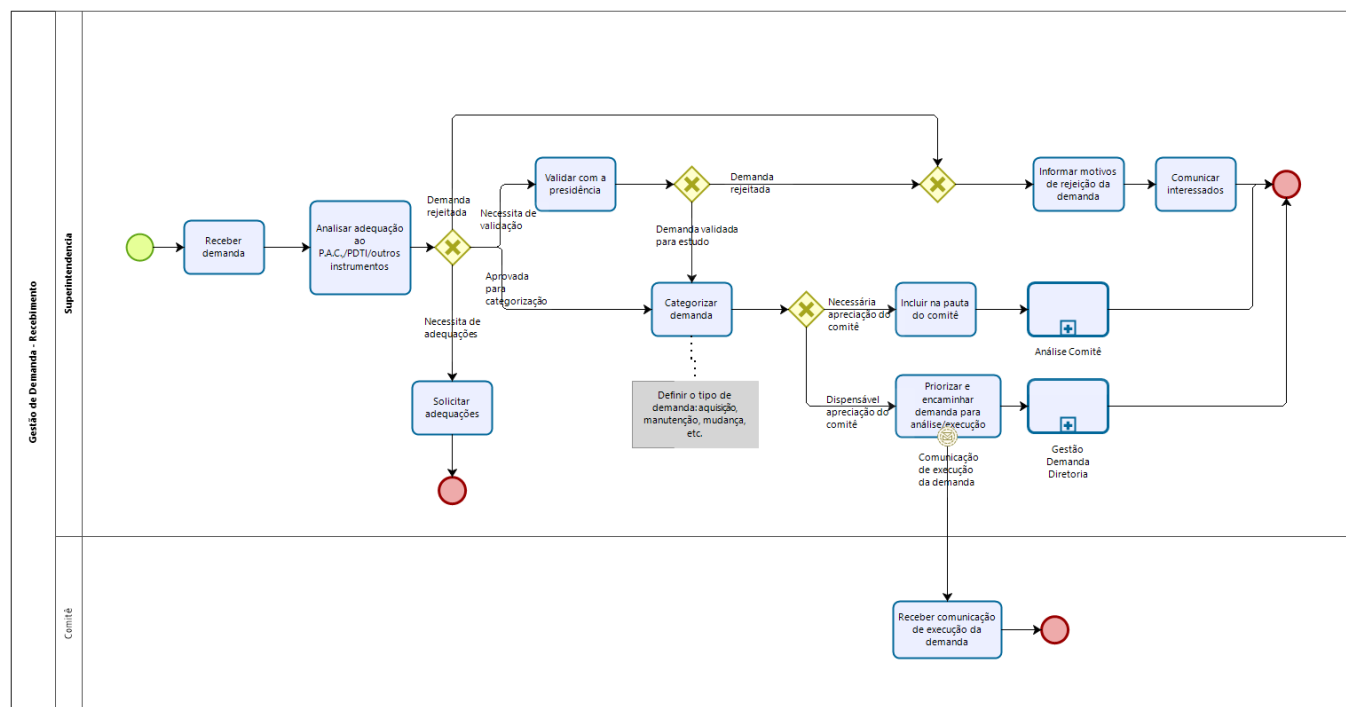 Gestão de Demanda - Recebimento
Superintendencia
Demanda
rejeitada
Validar com a
presidência
Demanda
rejeitada
Informar motivos
de rejeição da
demanda
Comunicar
interessados
Necessita de
validação
Receber
demanda
Analisar adequação
ao
P.A.C./PDTI/outros
instrumentos
Demanda validada
para estudo
Aprovada
para
categorização
Categorizar
demanda
Necessária
apreciação do
comitê
Incluir na pauta
do comitê
Análise Comitê
Necessita de
adequações
Solicitar
adequações
Definir o tipo de
demanda:aquisição,
manutenção, mudança,
etc.
Dispensável
apreciação do
comitê
Priorizar e
encaminhar
demanda para
análise/execução
Gestão
Demanda
Diretoria
Comunicação
de execução
da demanda
Comitê
Receber comunicação
de execução da
demanda